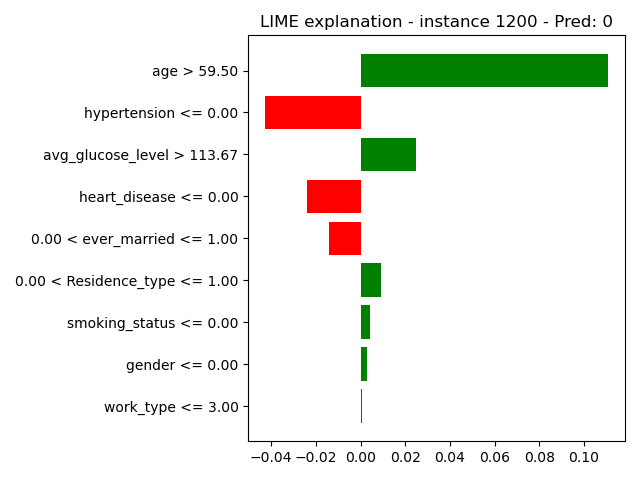 LIME explanation - instance 1200 - Pred: 0
age > 59.50
hypertension <= 0.00
avg_glucose_level > 113.67
heart_disease <= 0.00
0.00 < ever_married <= 1.00
0.00 < Residence_type <= 1.00
smoking_status <= 0.00
gender <= 0.00
work_type <= 3.00
−0.04 −0.02 0.00 0.02 0.04 0.06 0.08 0.10